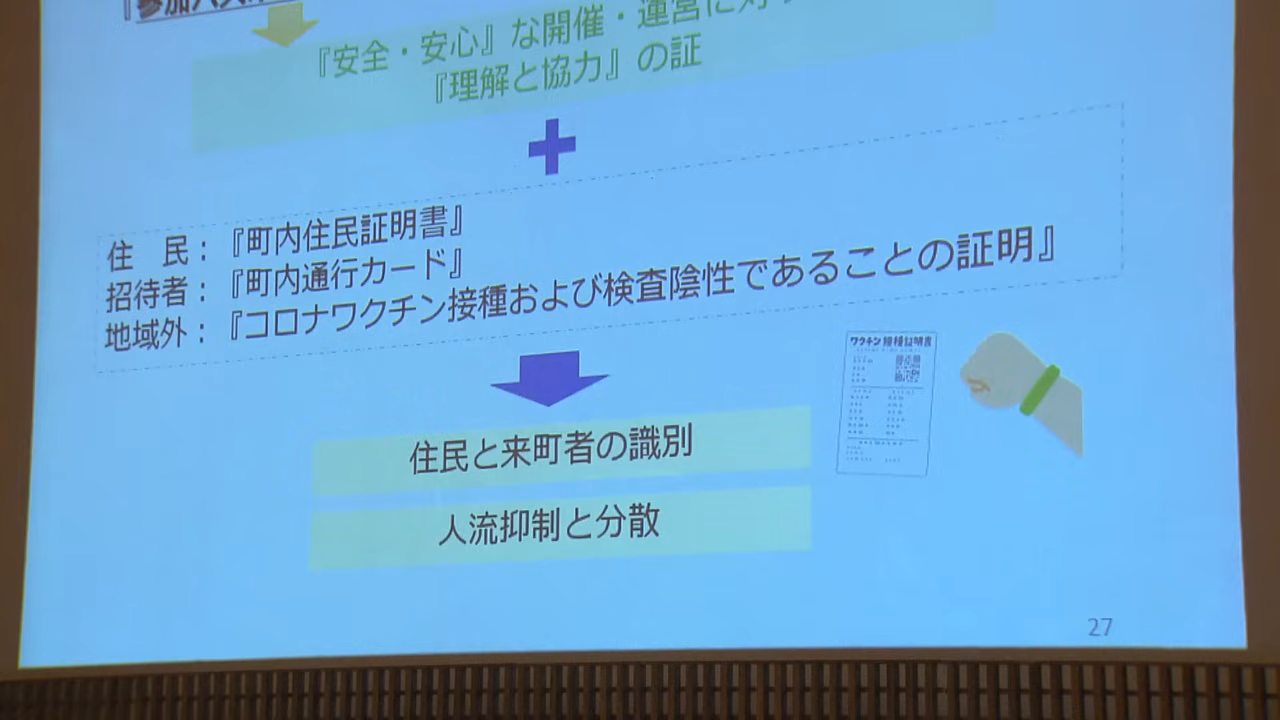 『安全・安心』な開催・運営に対
『理解と協力』の証
住 民：『町内住民証明書』
招待者：『町内通行カード』
地域外：『コロナワクチン接種および検査陰性であることの証明』
ワクチン接種証明書
住民と来町者の識別
人流抑制と分散
27